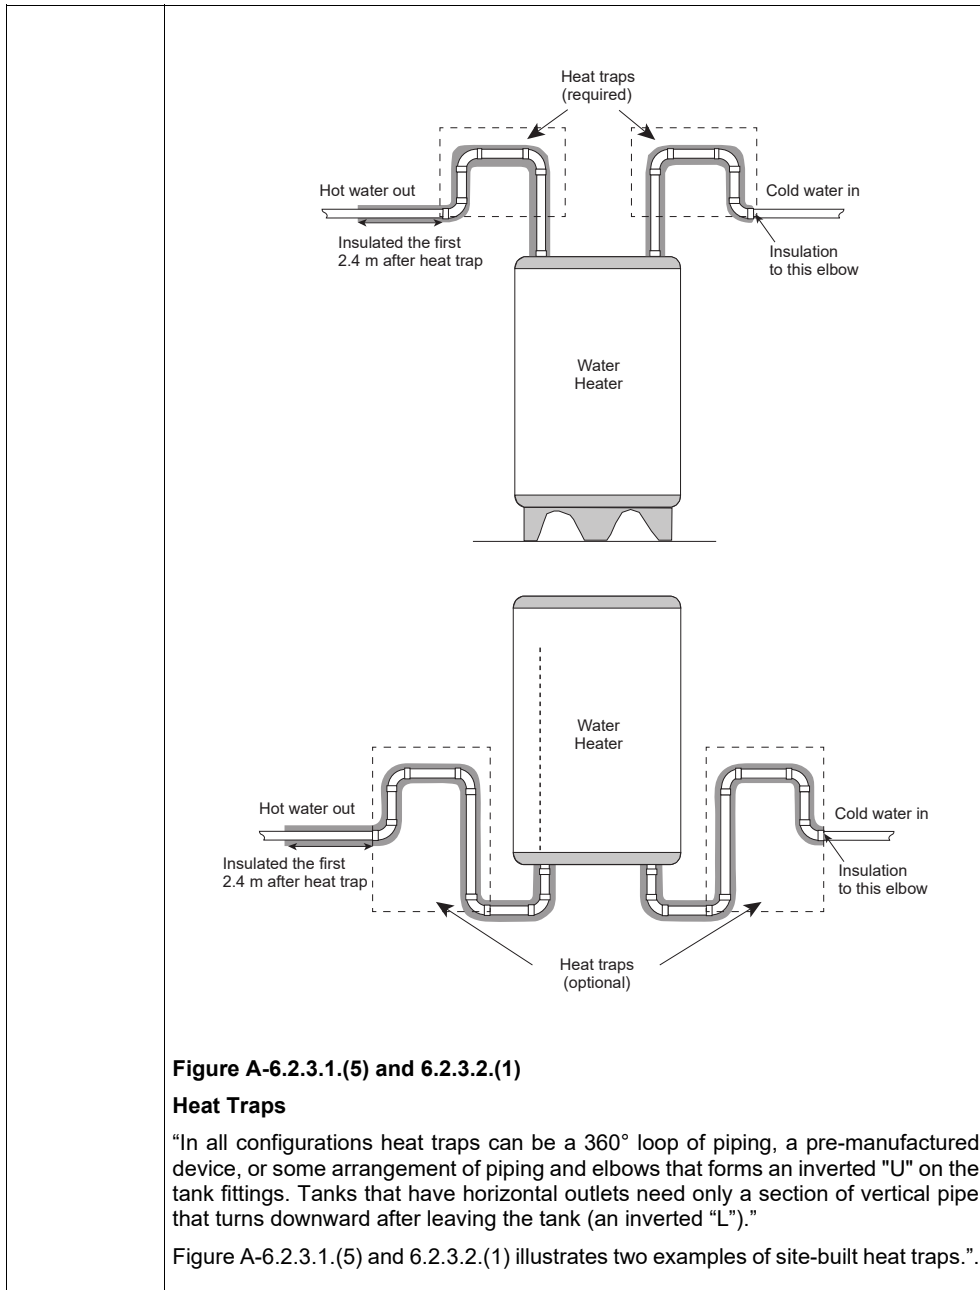 Heat traps
(required)
Hot water out
Cold water in
Insulated the first
2.4 m after heat trap
Insulation
to this elbow
Water
Heater
Water
Heater
Hot water out
Cold water in
Insulated the first
2.4 m after heat trap
Insulation
to this elbow
Heat traps
(optional)
Figure A-6.2.3.1.(5) and 6.2.3.2.(1)
Heat Traps
“In all configurations heat traps can be a 360° loop of piping, a pre-manufactured
device, or some arrangement of piping and elbows that forms an inverted "U" on the
tank fittings. Tanks that have horizontal outlets need only a section of vertical pipe
that turns downward after leaving the tank (an inverted “L”).”
Figure A-6.2.3.1.(5) and 6.2.3.2.(1) illustrates two examples of site-built heat traps.”.